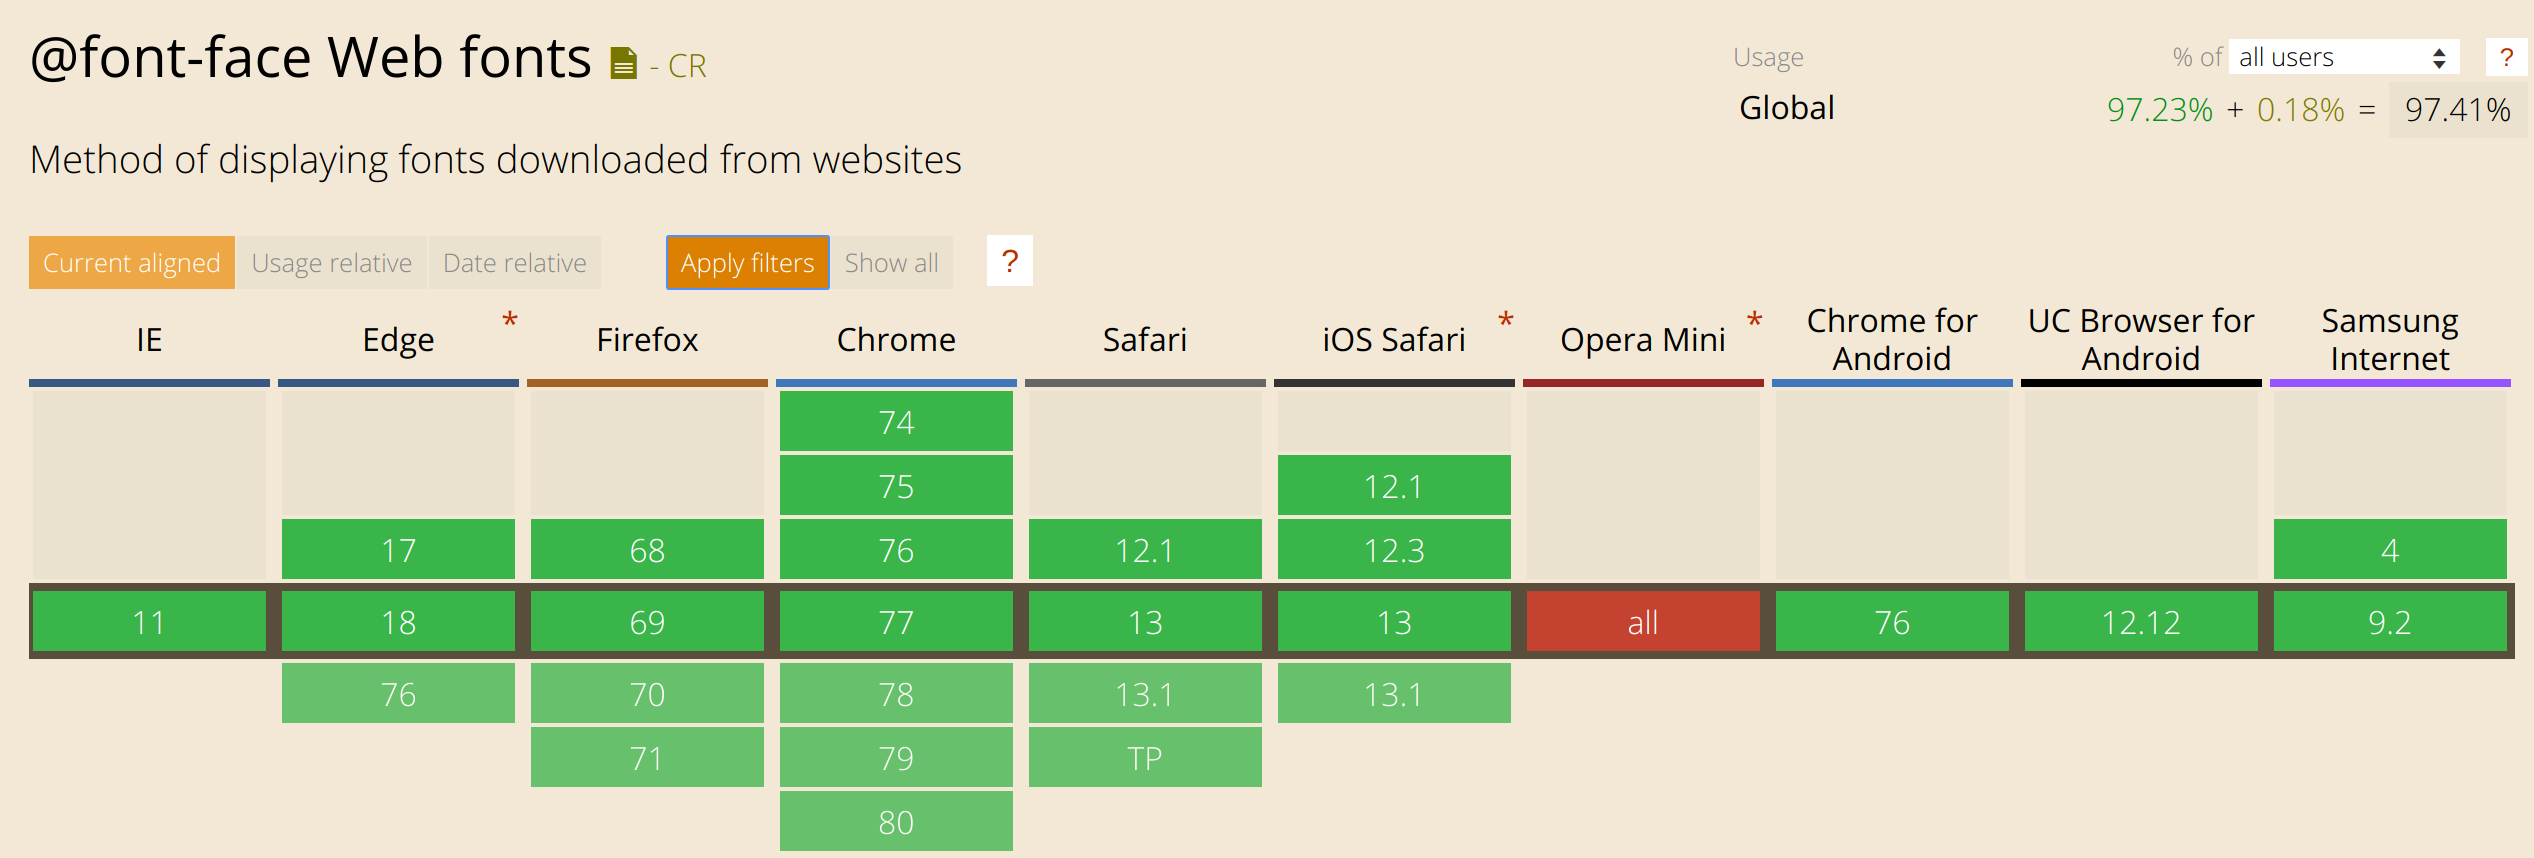 @font-face Web fonts - CR
Usage % of all users ?
Global 97.23% + 0.18% = 97.41%
Method of displaying fonts downloaded from websites
Current aligned Usage relative Date relative Apply filters Show all ?
IE Edge * Firefox Chrome Safari iOS Safari * Opera Mini * Chrome for Android UC Browser for Android Samsung Internet
74
75 12.1
17 68 76 12.1 12.3 4
11 18 69 77 13 13 all 76 12.12 9.2
76 70 78 13.1 13.1
71 79 TP
80